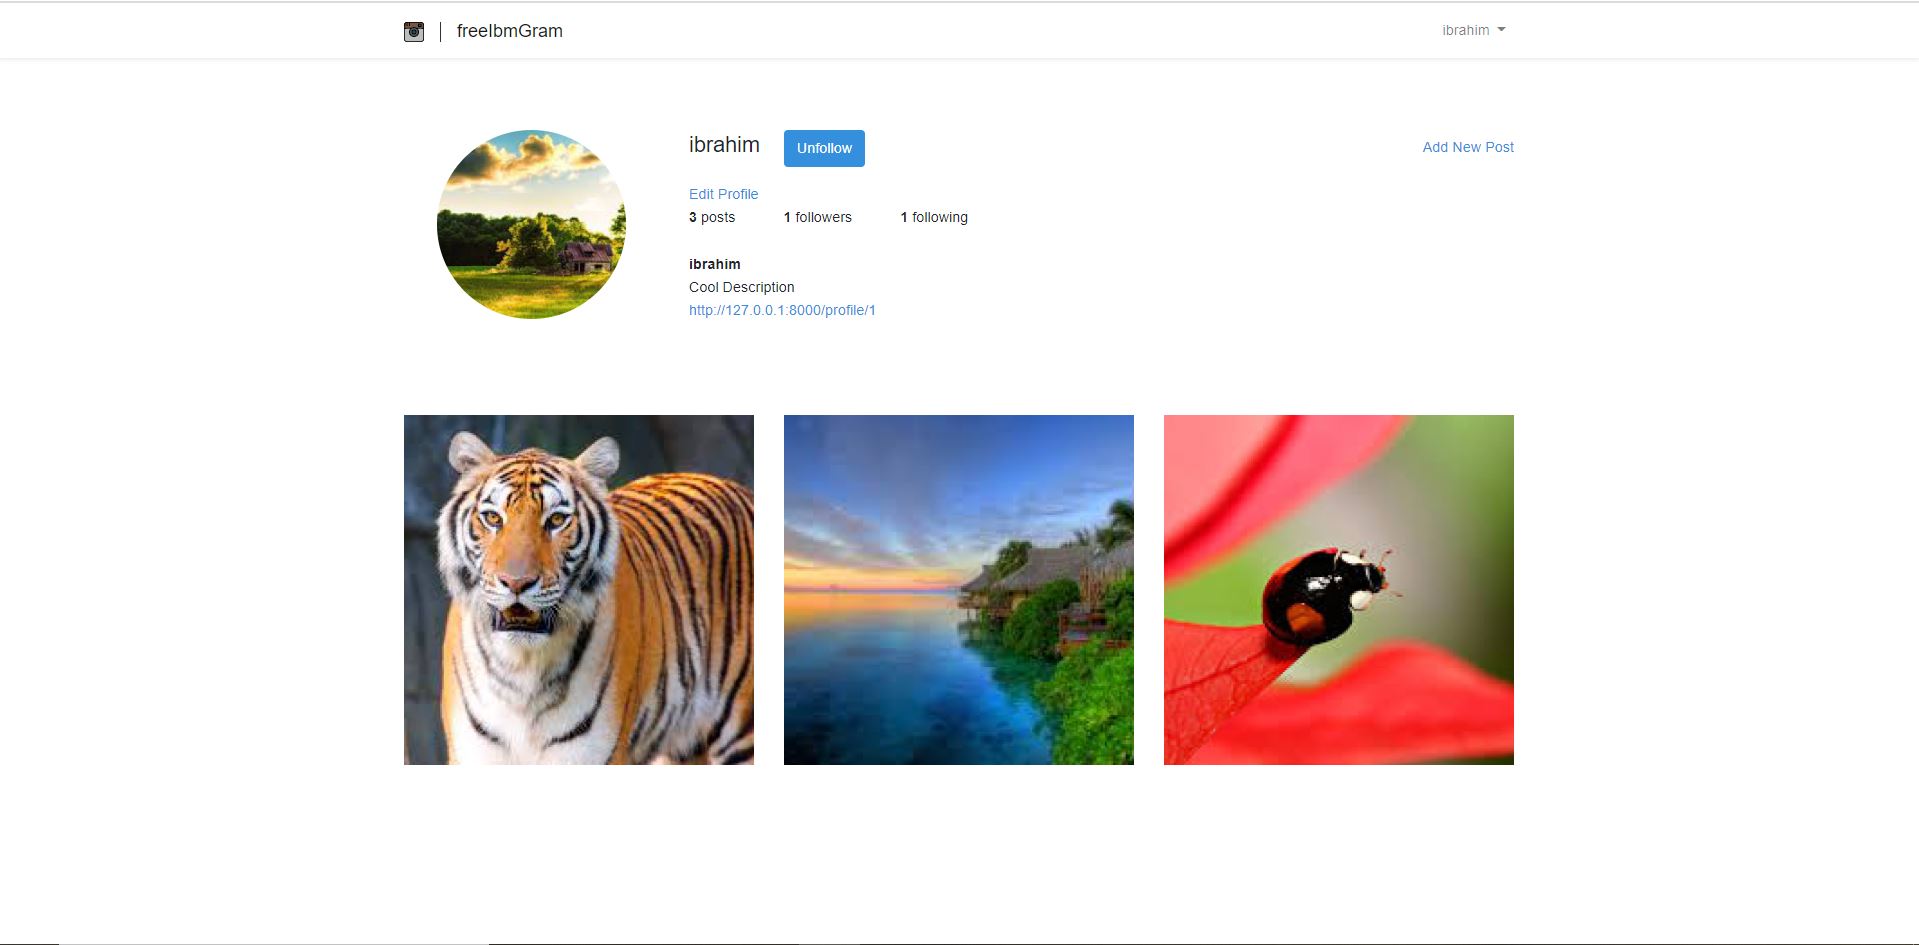 freeIbmGram
ibrahim
ibrahim Unfollow Add New Post
Edit Profile
3 posts 1 followers 1 following
ibrahim
Cool Description
http://127.0.0.1:8000/profile/1